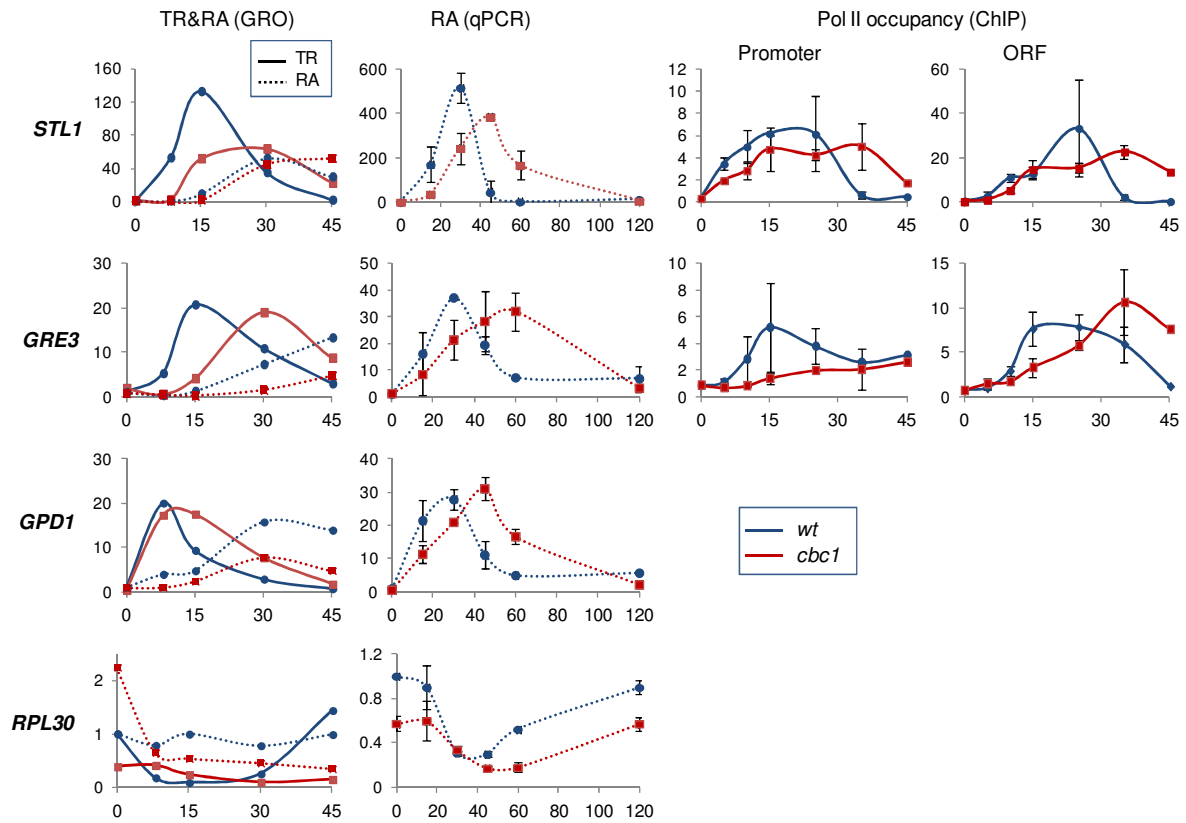 TR&RA (GRO)
RA (qPCR)
Pol II occupancy (ChIP)
Promoter
ORF
TR
RA
STL1
160
120
80
40
0
0 15 30 45
600
400
200
0
0 20 40 60 80 100 120
12
10
8
6
4
2
0
0 15 30 45
60
40
20
0
0 15 30 45
GRE3
30
20
10
0
0 15 30 45
50
40
30
20
10
0
0 20 40 60 80 100 120
10
8
6
4
2
0
0 15 30 45
15
10
5
0
0 15 30 45
GPD1
30
20
10
0
0 15 30 45
40
30
20
10
0
0 20 40 60 80 100 120
wt
cbc1
RPL30
2
1
0
0 15 30 45
1.2
0.8
0.4
0
0 20 40 60 80 100 120